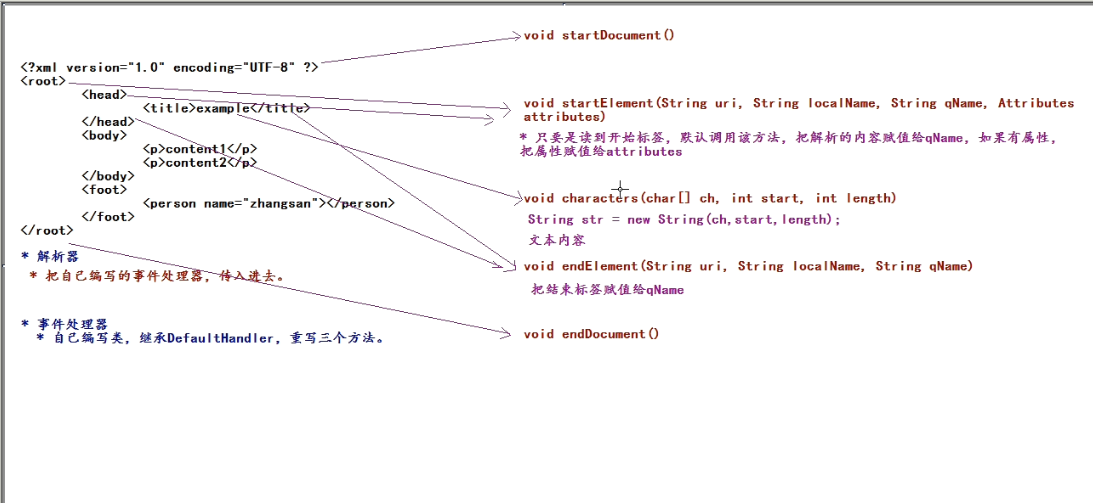 void startDocument()
<?xml version="1.0" encoding="UTF-8" ?>
<root>
<head>
<title>example</title>
</head>
<body>
<p>content1</p>
<p>content2</p>
</body>
<foot>
<person name="zhangsan"></person>
</foot>
</root>
* 解析器
* 把自己编写的事件处理器，传入进去。
* 事件处理器
* 自己编写类，继承DefaultHandler，重写三个方法。
void startElement(String uri, String localName, String qName, Attributes
attributes)
* 只要是读到开始标签，默认调用该方法，把解析的内容赋值给qName，如果有属性，
把属性赋值给attributes
void characters(char[] ch, int start, int length)
String str = new String(ch,start,length);
文本内容
void endElement(String uri, String localName, String qName)
把结束标签赋值给qName
void endDocument()